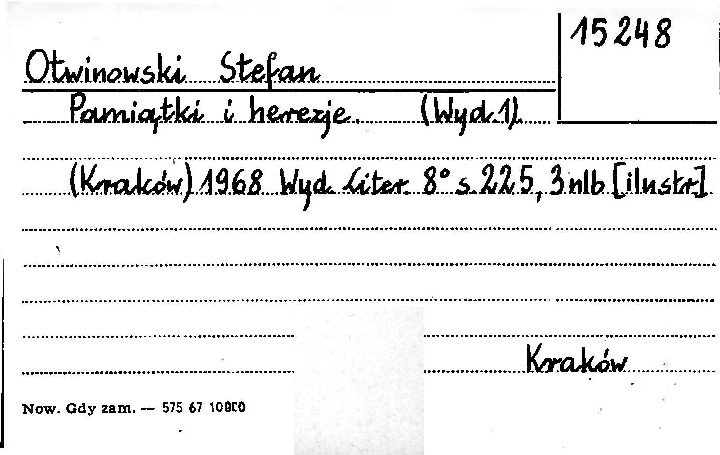 15248
Otwinowski Stefan
Pamiątki i herezje. (Wyd. 1).
(Kraków) 1968 Wyd. Liter. 8° s. 225, 3 nlb [ilustr.]
Kraków
Now. Gdy zam. — 575 67 10000